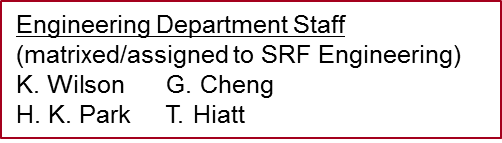 Engineering Department Staff
(matrixed/assigned to SRF Engineering)
K. Wilson G. Cheng
H. K. Park T. Hiatt